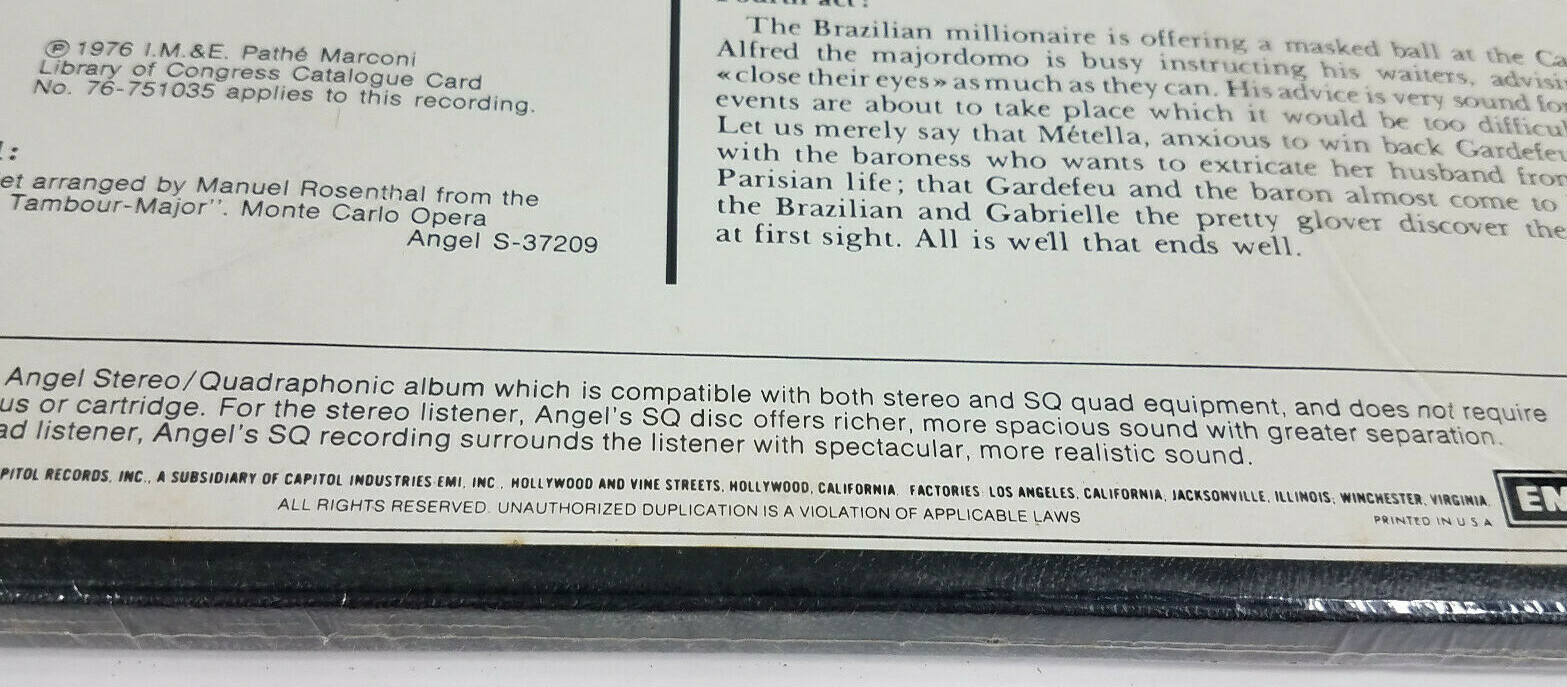 ℗ 1976 I.M.&E. Pathé Marconi
Library of Congress Catalogue Card
No. 76-751035 applies to this recording.
et arranged by Manuel Rosenthal from the
Tambour-Major". Monte Carlo Opera
Angel S-37209
The Brazilian millionaire is offering a masked ball at the Ca
Alfred the majordomo is busy instructing his waiters, advisi
«close their eyes» as much as they can. His advice is very sound for
events are about to take place which it would be too difficul
Let us merely say that Métella, anxious to win back Gardefeu
with the baroness who wants to extricate her husband from
Parisian life; that Gardefeu and the baron almost come to
the Brazilian and Gabrielle the pretty glover discover the
at first sight. All is well that ends well.
Angel Stereo/Quadraphonic album which is compatible with both stereo and SQ quad equipment, and does not require
us or cartridge. For the stereo listener, Angel's SQ disc offers richer, more spacious sound with greater separation.
ad listener, Angel's SQ recording surrounds the listener with spectacular, more realistic sound.
PITOL RECORDS, INC., A SUBSIDIARY OF CAPITOL INDUSTRIES-EMI, INC., HOLLYWOOD AND VINE STREETS, HOLLYWOOD, CALIFORNIA. FACTORIES: LOS ANGELES, CALIFORNIA, JACKSONVILLE, ILLINOIS; WINCHESTER, VIRGINIA.
ALL RIGHTS RESERVED. UNAUTHORIZED DUPLICATION IS A VIOLATION OF APPLICABLE LAWS
PRINTED IN U S A
EM